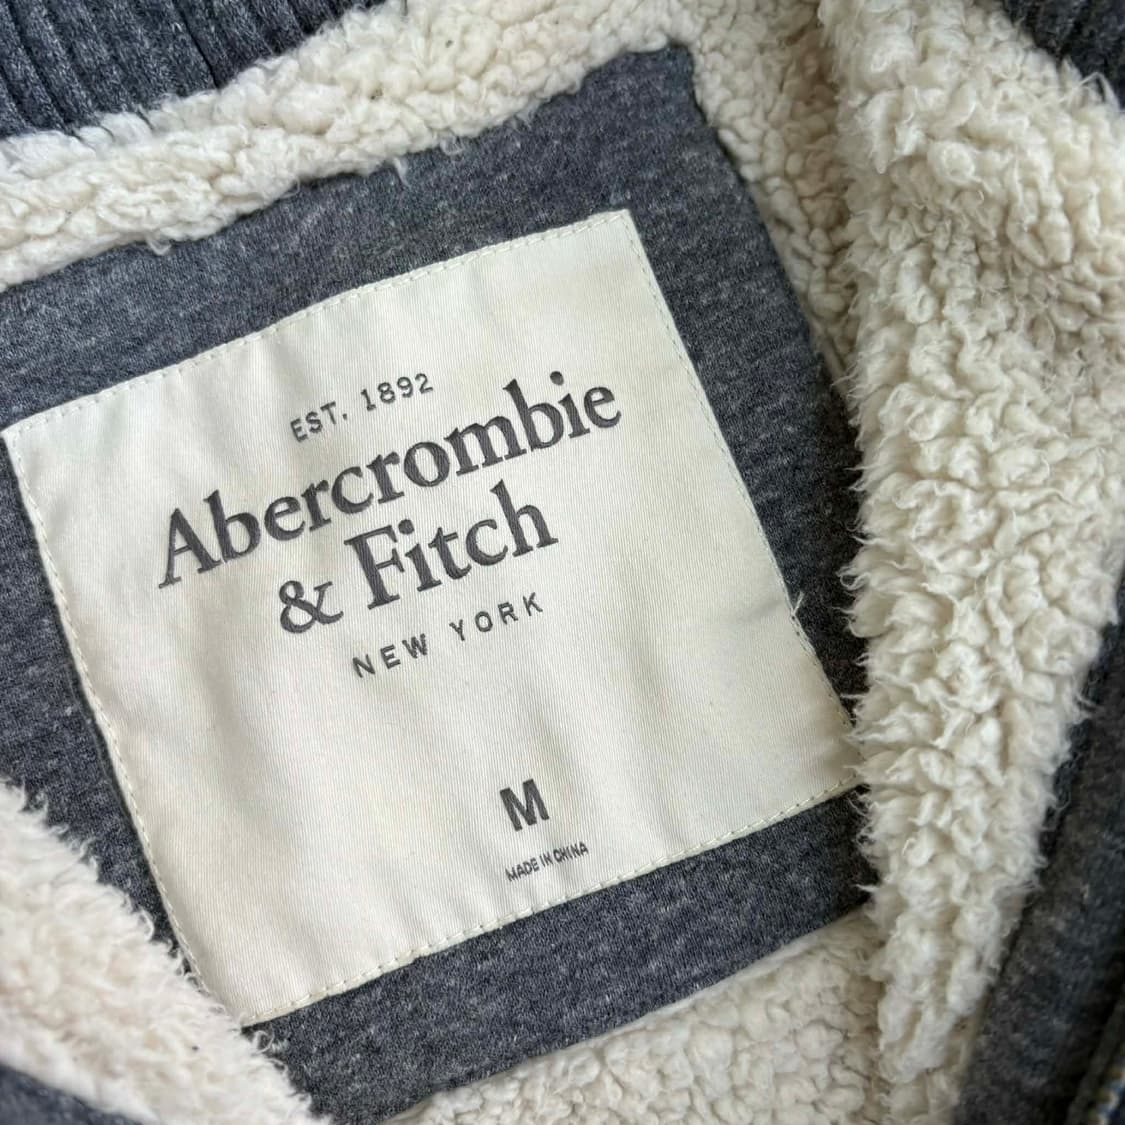 EST. 1892
Abercrombie
& Fitch
NEW YORK
M
MADE IN CHINA